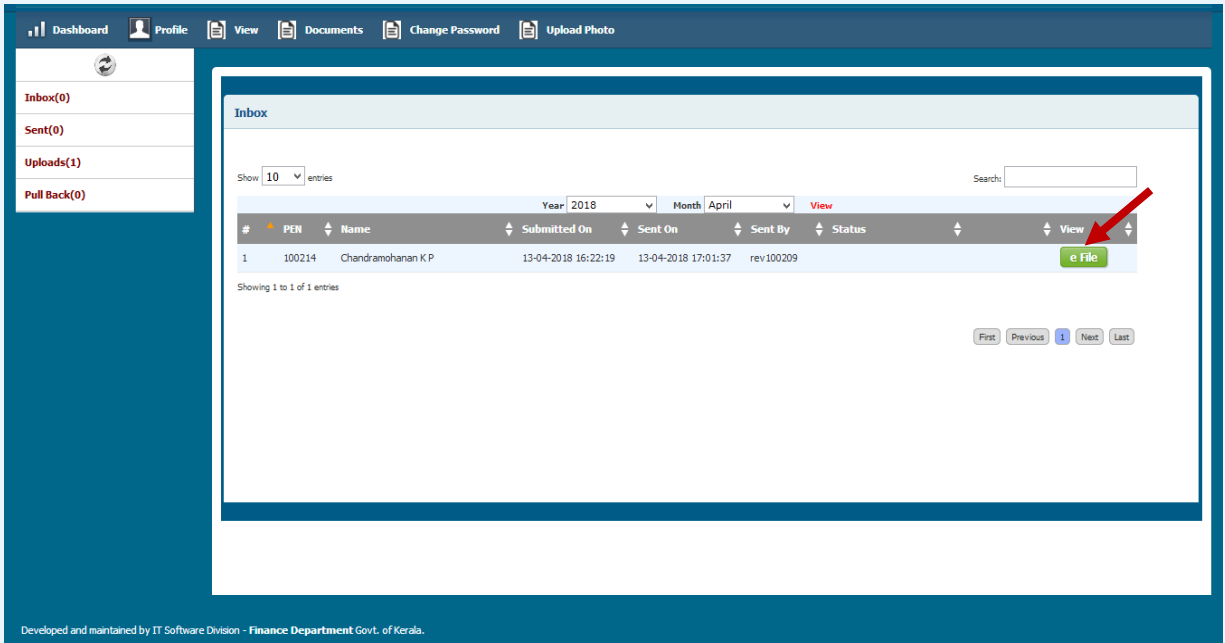 Dashboard Profile View Documents Change Password Upload Photo
Inbox(0)
Sent(0)
Uploads(1)
Pull Back(0)
Inbox
Show 10 entries Search:
Year 2018 Month April View
# PEN Name Submitted On Sent On Sent By Status View
1 100214 Chandramohanan K P 13-04-2018 16:22:19 13-04-2018 17:01:37 rev100209 e File
Showing 1 to 1 of 1 entries
First Previous 1 Next Last
Developed and maintained by IT Software Division - Finance Department Govt. of Kerala.